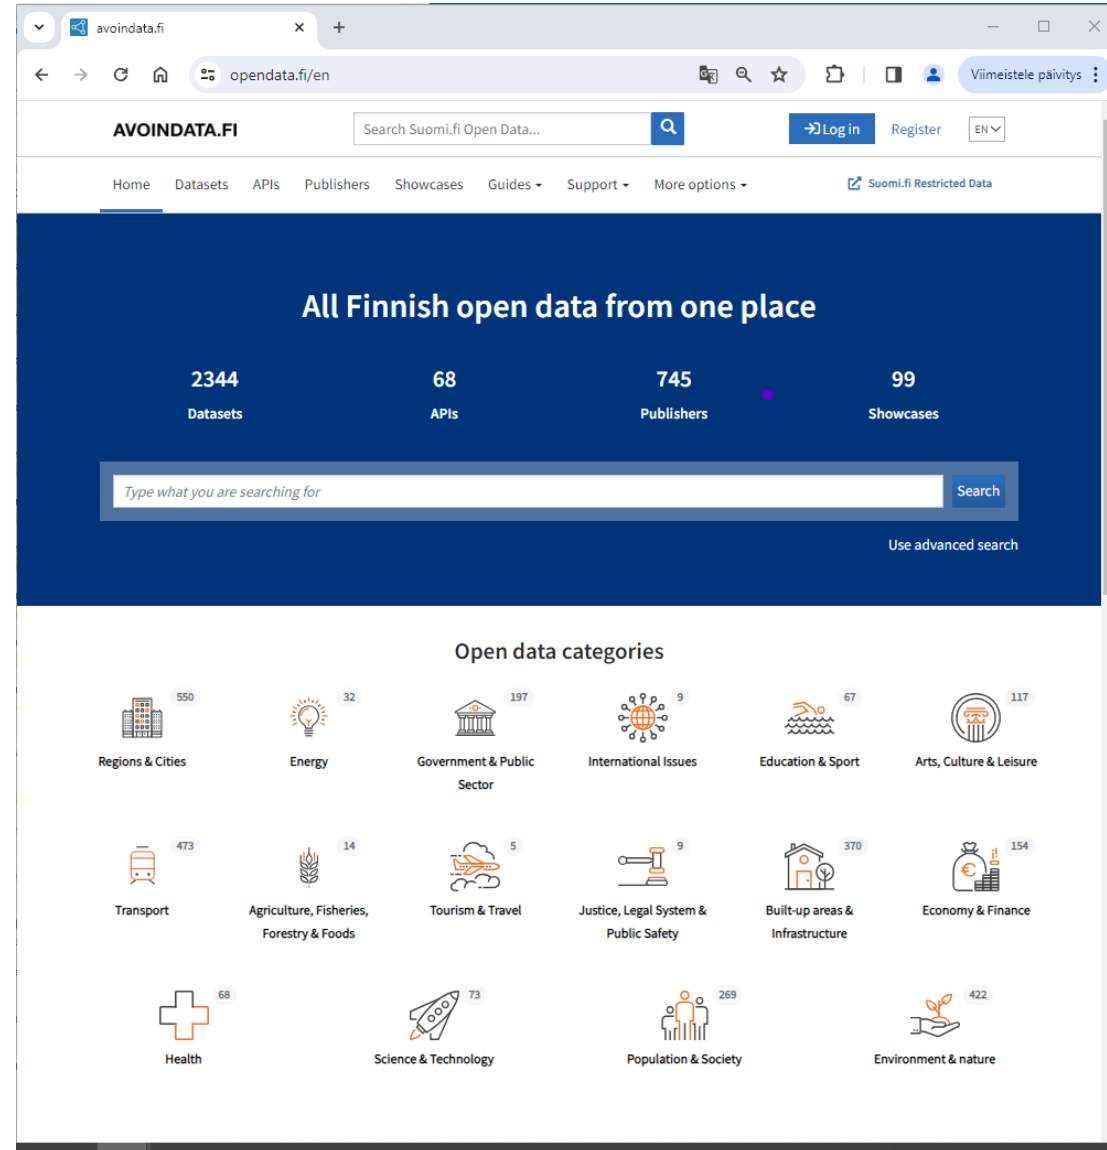 avoindata.fi
opendata.fi/en
Viimeistele päivitys
AVOINDATA.FI
Search Suomi.fi Open Data...
Log in
Register
EN
Home
Datasets
APIs
Publishers
Showcases
Guides
Support
More options
Suomi.fi Restricted Data
All Finnish open data from one place
2344
Datasets
68
APIs
745
Publishers
99
Showcases
Type what you are searching for
Search
Use advanced search
Open data categories
550
Regions & Cities
32
Energy
197
Government & Public
Sector
9
International Issues
67
Education & Sport
117
Arts, Culture & Leisure
473
Transport
14
Agriculture, Fisheries,
Forestry & Foods
5
Tourism & Travel
9
Justice, Legal System &
Public Safety
370
Built-up areas &
Infrastructure
154
Economy & Finance
68
Health
73
Science & Technology
269
Population & Society
422
Environment & nature